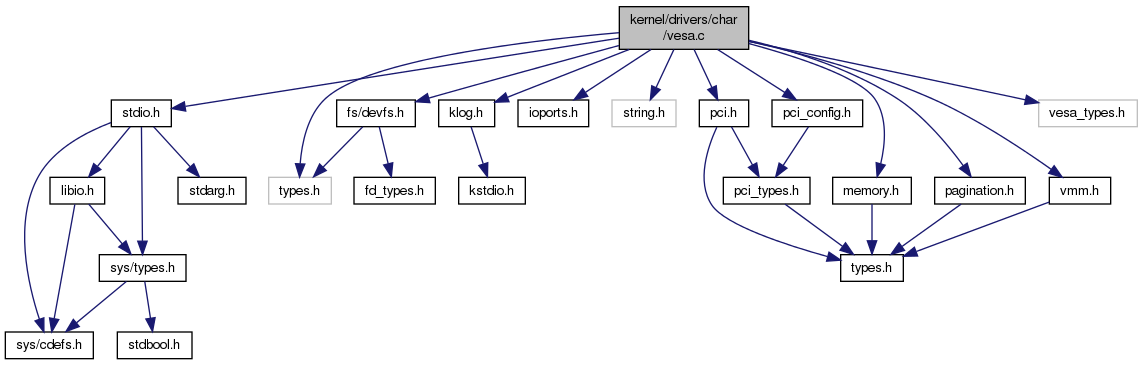 kernel/drivers/char
/vesa.c
stdio.h
fs/devfs.h
klog.h
ioports.h
string.h
pci.h
pci_config.h
vesa_types.h
libio.h
stdarg.h
types.h
fd_types.h
kstdio.h
pci_types.h
memory.h
pagination.h
vmm.h
sys/types.h
types.h
sys/cdefs.h
stdbool.h